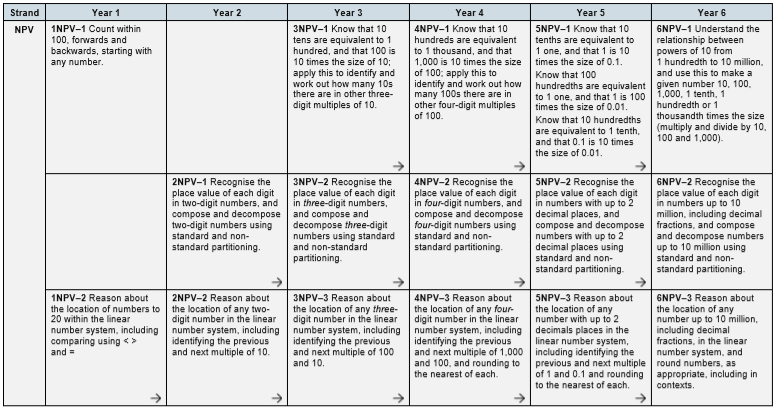 Strand
Year 1
Year 2
Year 3
Year 4
Year 5
Year 6
NPV
1NPV–1 Count within
100, forwards and
backwards, starting with
any number.
3NPV–1 Know that 10
tens are equivalent to 1
hundred, and that 100 is
10 times the size of 10;
apply this to identify and
work out how many 10s
there are in other three-
digit multiples of 10.
4NPV–1 Know that 10
hundreds are equivalent
to 1 thousand, and that
1,000 is 10 times the size
of 100; apply this to
identify and work out how
many 100s there are in
other four-digit multiples
of 100.
5NPV–1 Know that 10
tenths are equivalent to
1 one, and that 1 is 10
times the size of 0.1.
Know that 100
hundredths are equivalent
to 1 one, and that 1 is 100
times the size of 0.01.
Know that 10 hundredths
are equivalent to 1 tenth,
and that 0.1 is 10 times
the size of 0.01.
6NPV–1 Understand the
relationship between
powers of 10 from
1 hundredth to 10 million,
and use this to make a
given number 10, 100,
1,000, 1 tenth, 1
hundredth or 1
thousandth times the size
(multiply and divide by 10,
100 and 1,000).
2NPV–1 Recognise the
place value of each digit
in two-digit numbers, and
compose and decompose
two-digit numbers using
standard and non-
standard partitioning.
3NPV–2 Recognise the
place value of each digit
in three-digit numbers,
and compose and
decompose three-digit
numbers using standard
and non-standard
partitioning.
4NPV–2 Recognise the
place value of each digit
in four-digit numbers, and
compose and decompose
four-digit numbers using
standard and non-
standard partitioning.
5NPV–2 Recognise the
place value of each digit
in numbers with up to 2
decimal places, and
compose and decompose
numbers with up to 2
decimal places using
standard and non-
standard partitioning.
6NPV–2 Recognise the
place value of each digit
in numbers up to 10
million, including decimal
fractions, and compose
and decompose numbers
up to 10 million using
standard and non-
standard partitioning.
1NPV–2 Reason about
the location of numbers to
20 within the linear
number system, including
comparing using < >
and =
2NPV–2 Reason about
the location of any two-
digit number in the linear
number system, including
identifying the previous
and next multiple of 10.
3NPV–3 Reason about
the location of any three-
digit number in the linear
number system, including
identifying the previous
and next multiple of 100
and 10.
4NPV–3 Reason about
the location of any four-
digit number in the linear
number system, including
identifying the previous
and next multiple of 1,000
and 100, and rounding to
the nearest of each.
5NPV–3 Reason about
the location of any
number with up to 2
decimals places in the
linear number system,
including identifying the
previous and next multiple
of 1 and 0.1 and rounding
to the nearest of each.
6NPV–3 Reason about
the location of any
number up to 10 million,
including decimal
fractions, in the linear
number system, and
round numbers, as
appropriate, including in
contexts.